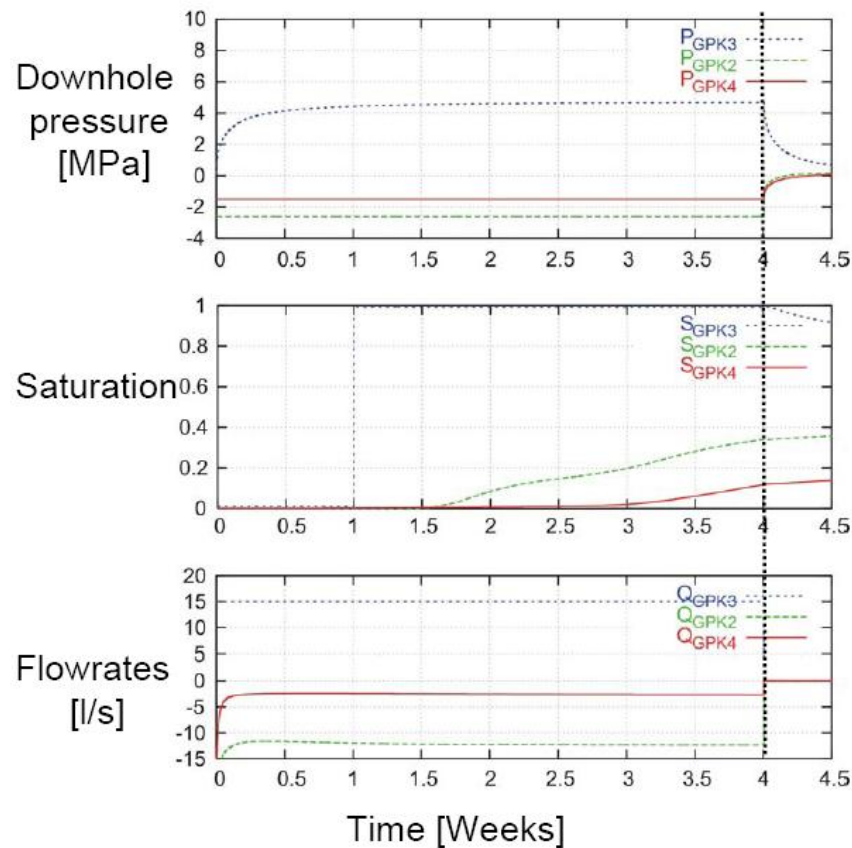 Downhole
pressure
[MPa]
10
8
6
4
2
0
-2
-4
P_GPK3
P_GPK2
P_GPK4
0 0.5 1 1.5 2 2.5 3 3.5 4 4.5
Saturation
1
0.8
0.6
0.4
0.2
0
S_GPK3
S_GPK2
S_GPK4
0 0.5 1 1.5 2 2.5 3 3.5 4 4.5
Flowrates
[l/s]
20
15
10
5
0
-5
-10
-15
Q_GPK3
Q_GPK2
Q_GPK4
0 0.5 1 1.5 2 2.5 3 3.5 4 4.5
Time [Weeks]